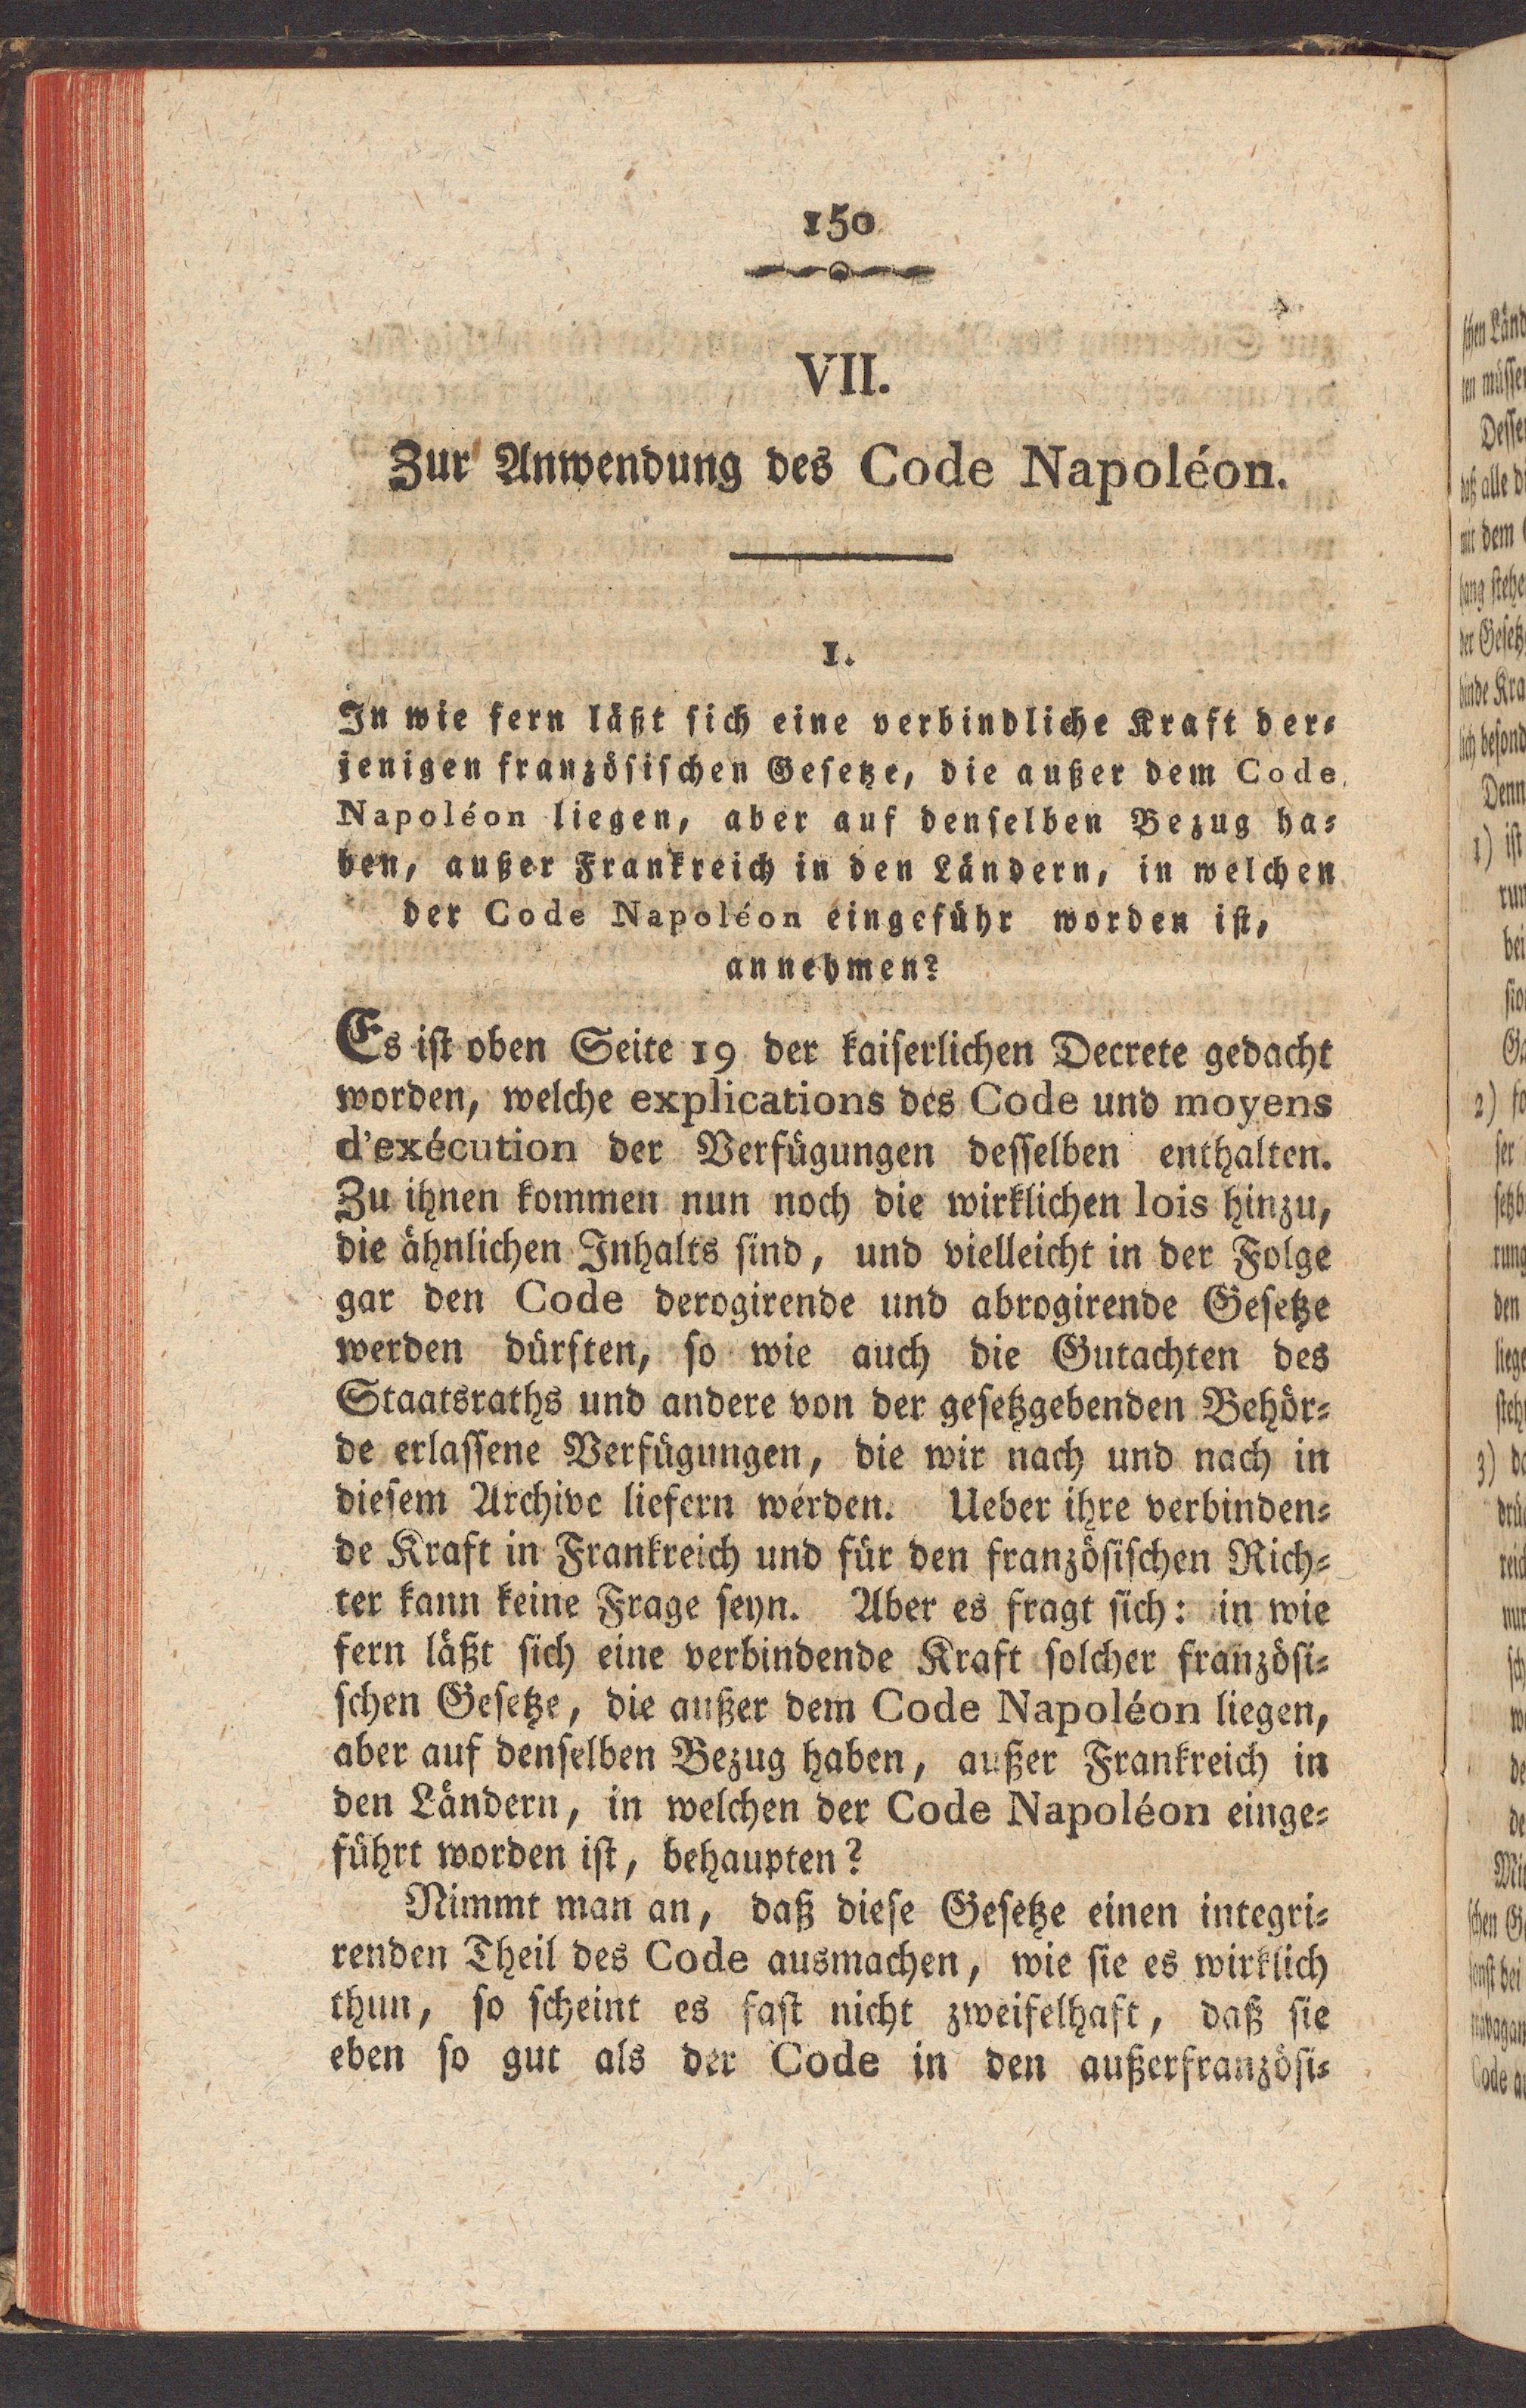 150
VII.
Zur Anwendung des Code Napoléon.
1.
In wie fern läßt sich eine verbindliche Kraft der-
jenigen französischen Gesetze, die außer dem Code
Napoléon liegen, aber auf denselben Bezug ha-
ben, außer Frankreich in den Ländern, in welchen
der Code Napoléon eingeführ worden ist,
annehmen?
Es ist oben Seite 19 der kaiserlichen Decrete gedacht
worden, welche explications des Code und moyens
d'exécution der Verfügungen desselben enthalten.
Zu ihnen kommen nun noch die wirklichen lois hinzu,
die ähnlichen Inhalts sind, und vielleicht in der Folge
gar den Code derogirende und abrogirende Gesetze
werden dürften, so wie auch die Gutachten des
Staatsraths und andere von der gesetzgebenden Behör-
de erlassene Verfügungen, die wir nach und nach in
diesem Archive liefern werden. Ueber ihre verbinden-
de Kraft in Frankreich und für den französischen Rich-
ter kann keine Frage seyn. Aber es fragt sich: in wie
fern läßt sich eine verbindende Kraft solcher französi-
schen Gesetze, die außer dem Code Napoléon liegen,
aber auf denselben Bezug haben, außer Frankreich in
den Ländern, in welchen der Code Napoléon einge-
führt worden ist, behaupten?
Nimmt man an, daß diese Gesetze einen integri-
renden Theil des Code ausmachen, wie sie es wirklich
thun, so scheint es fast nicht zweifelhaft, daß sie
eben so gut als der Code in den außerfranzösi-